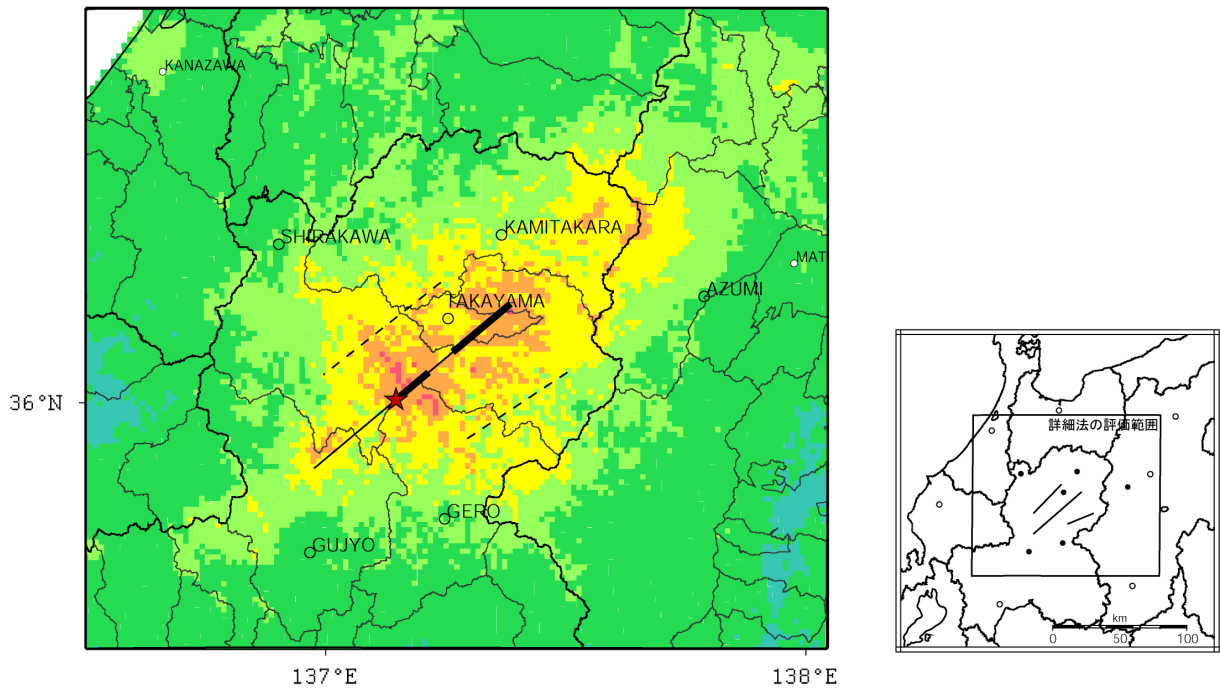 KANAZAWA
SHIRAKAWA
KAMITAKARA
MAT
AZUMI
TAKAYAMA
36°N
GERO
GUJYO
137°E
138°E
詳細法の評価範囲
km
0 50 100